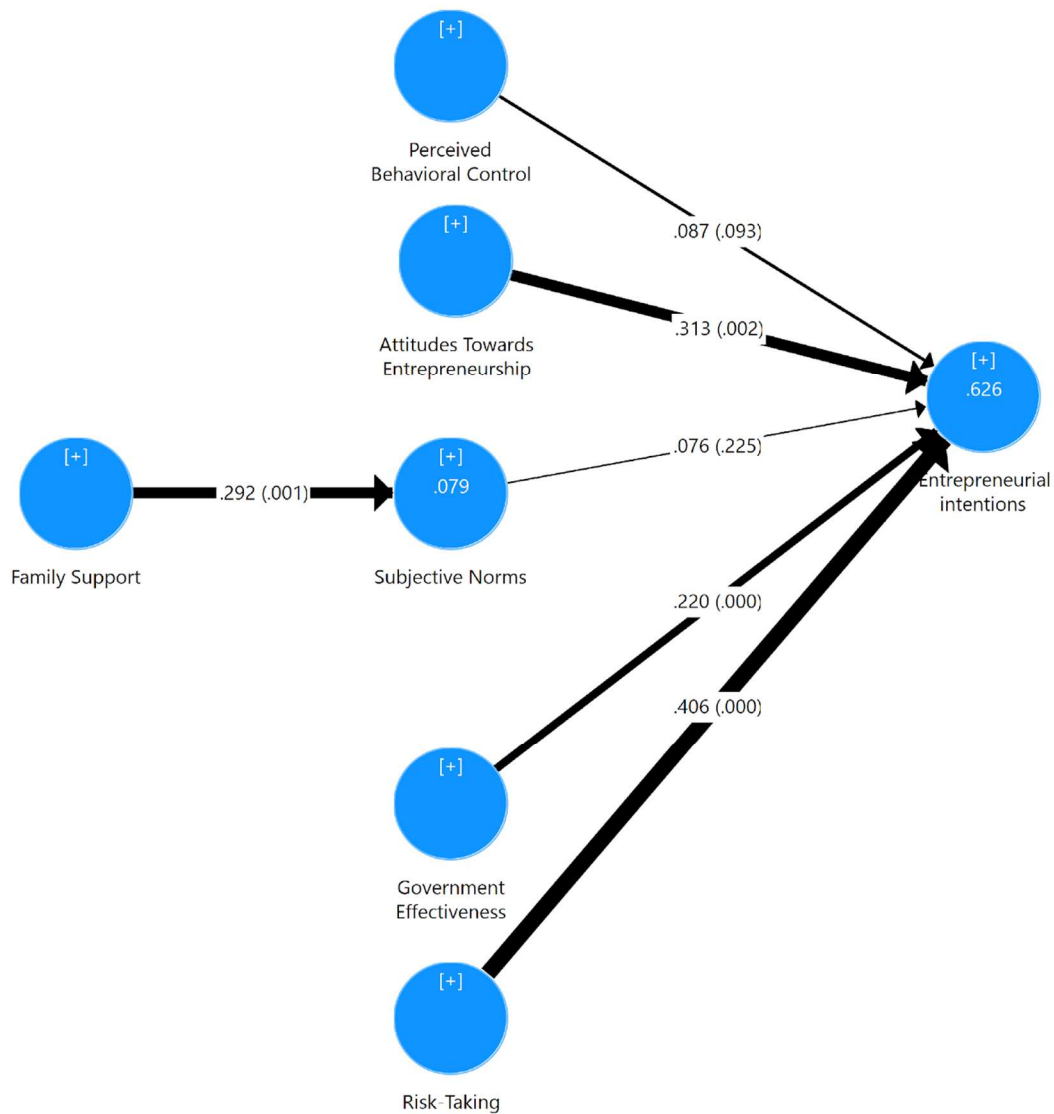 [+]
Perceived
Behavioral Control
.087 (.093)
[+]
Attitudes Towards
Entrepreneurship
.313 (.002)
[+]
.626
Entrepreneurial
intentions
[+]
Family Support
.292 (.001)
[+]
.079
Subjective Norms
.076 (.225)
.220 (.000)
.406 (.000)
[+]
Government
Effectiveness
[+]
Risk-Taking